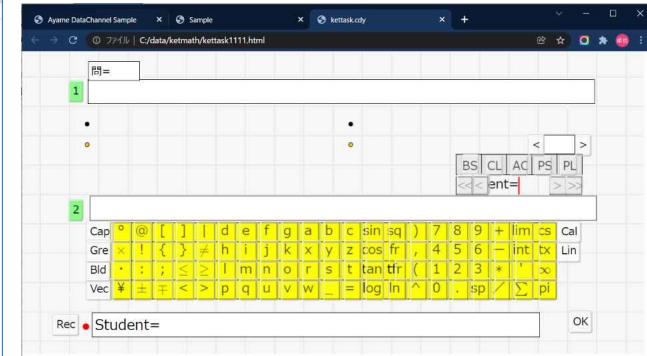 Ayame DataChannel Sample × Sample × kettask.cdy × +
ファイル | C:/data/ketmath/kettask1111.html
問=
1
< >
BS CL AC PS PL
<< < ent= > >>
2
Cap ° @ [ ] | d e f g a b c sin sq ) 7 8 9 + lim cs Cal
Gre × ! { } ≠ h i j k x y z cos fr , 4 5 6 − int tx Lin
Bld · : ; ≤ ≥ l m n o r s t tan tfr ( 1 2 3 * ' ∞
Vec ¥ ± ∓ < > p q u v w _ = log ln ^ 0 . sp / ∑ pi
Rec Student= OK